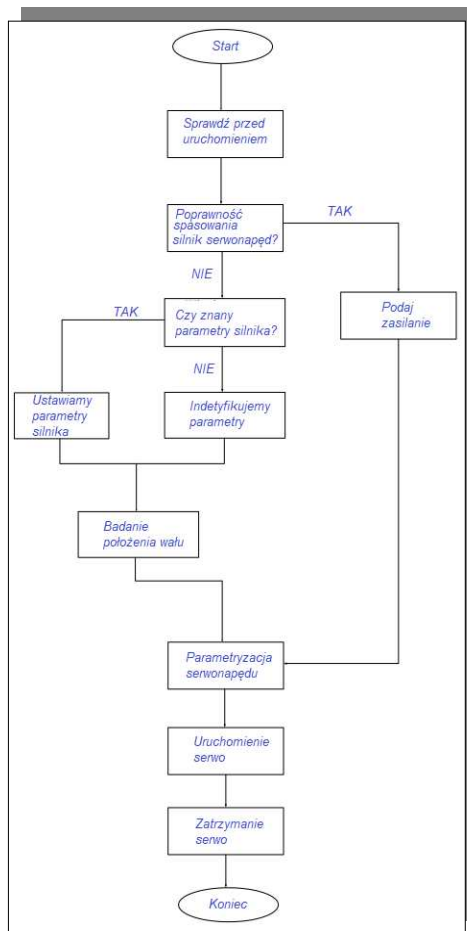 Start
Sprawdź przed
uruchomieniem
Poprawność
spasowania
silnik serwonapęd?
TAK
NIE
Podaj
zasilanie
TAK
Czy znany
parametry silnika?
NIE
Ustawiamy
parametry
silnika
Indetyfikujemy
parametry
Badanie
położenia wału
Parametryzacja
serwonapędu
Uruchomienie
serwo
Zatrzymanie
serwo
Koniec